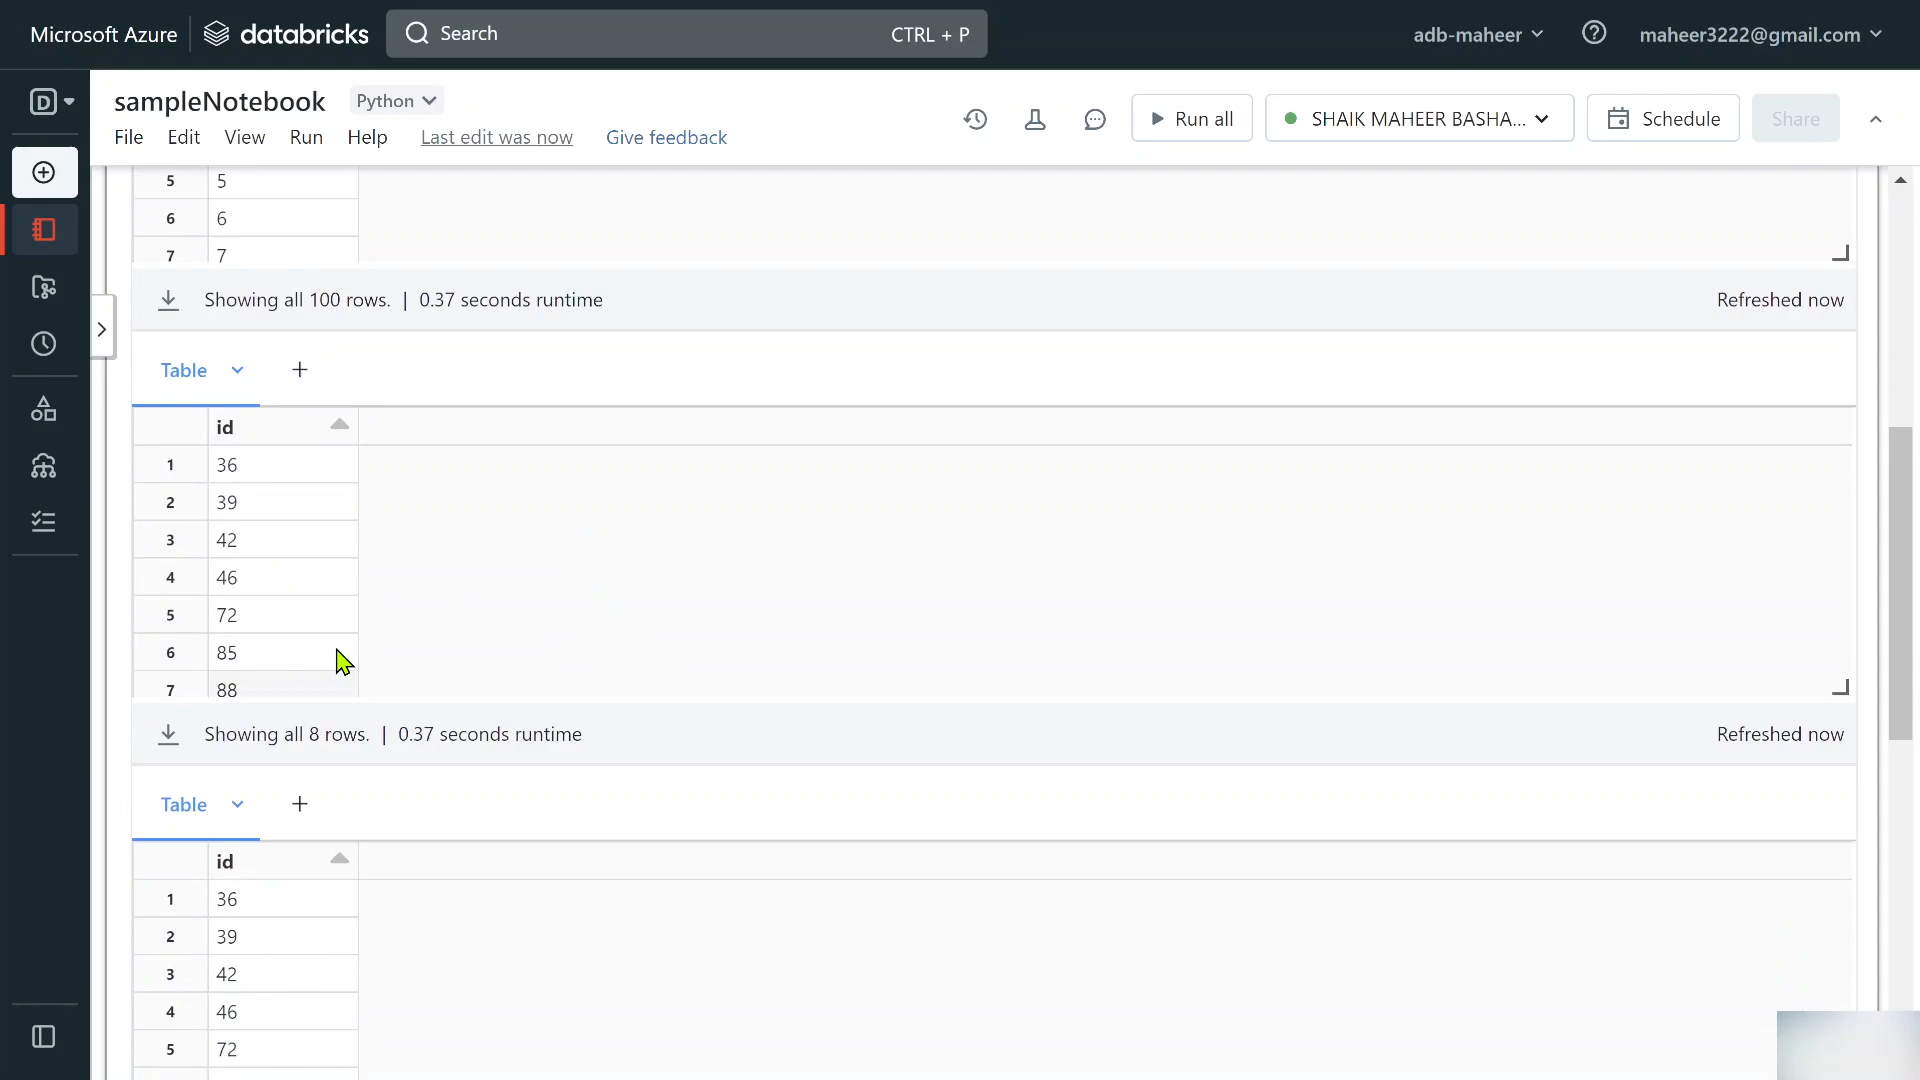 Microsoft Azure databricks Search CTRL + P adb-maheer maheer3222@gmail.com
sampleNotebook Python
File Edit View Run Help Last edit was now Give feedback Run all SHAIK MAHEER BASHA... Schedule Share
5 5
6 6
7 7
Showing all 100 rows. | 0.37 seconds runtime Refreshed now
Table +
id
1 36
2 39
3 42
4 46
5 72
6 85
7 88
Showing all 8 rows. | 0.37 seconds runtime Refreshed now
Table +
id
1 36
2 39
3 42
4 46
5 72